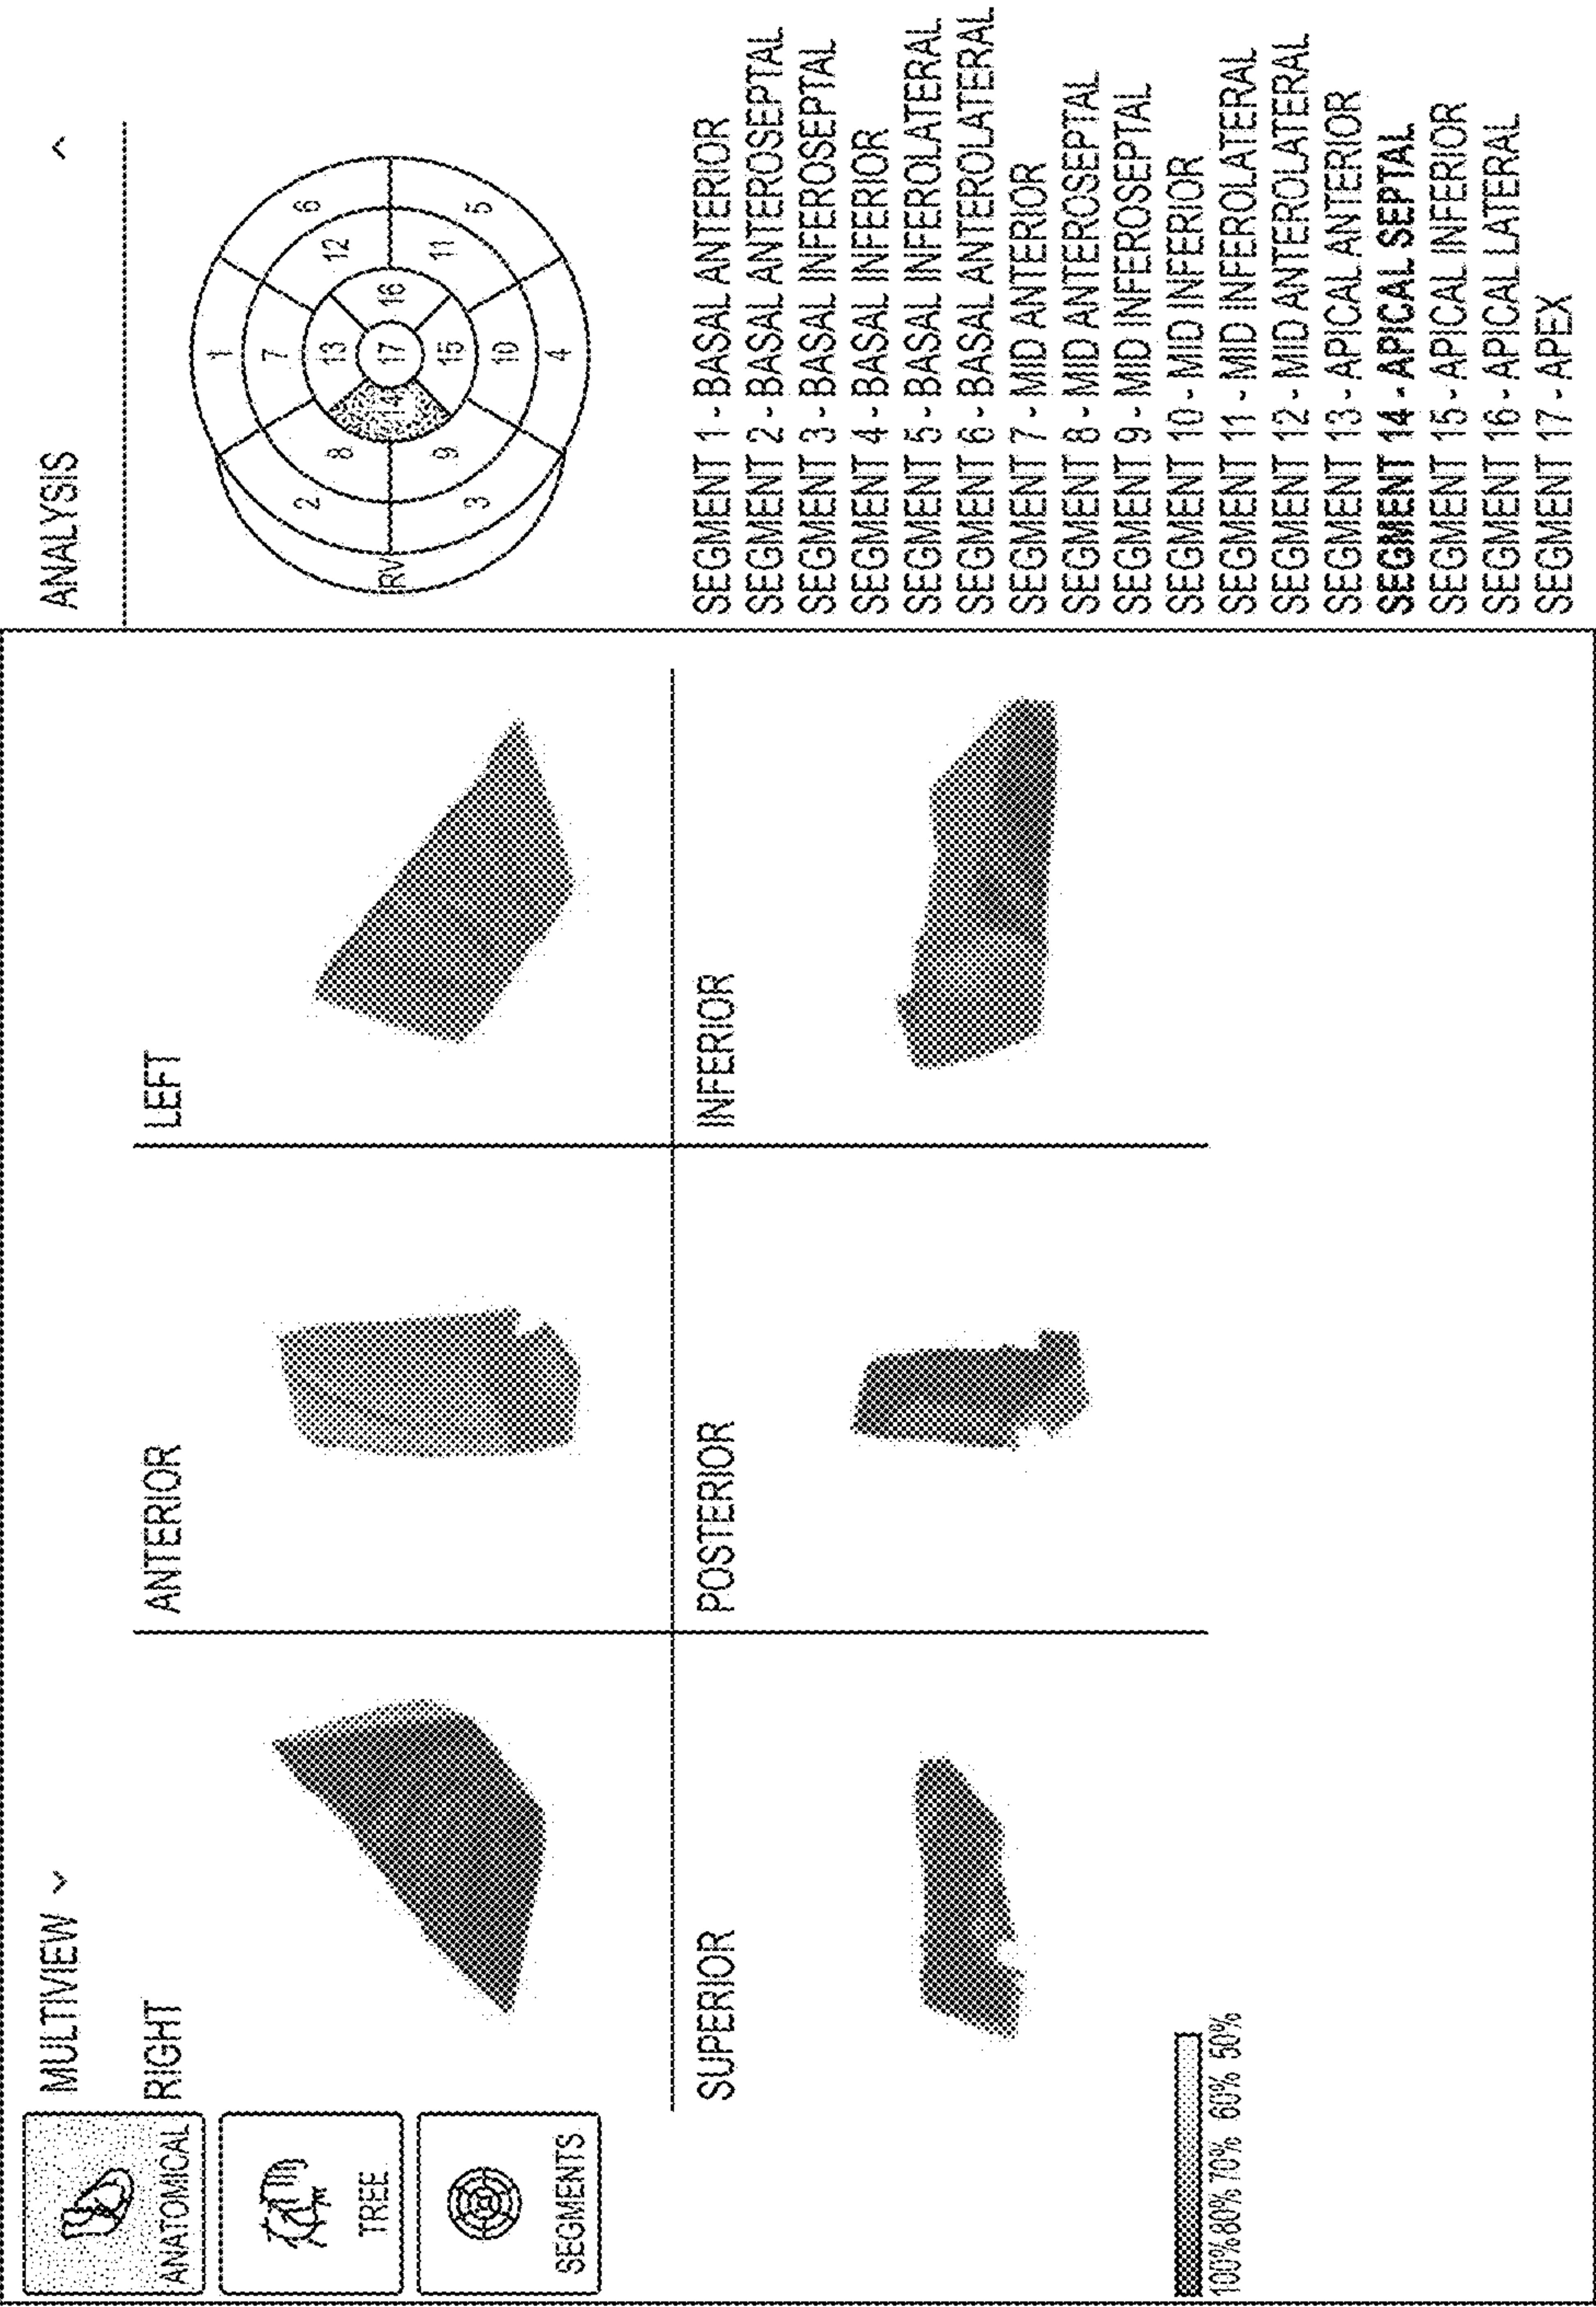 ANATOMICAL
TREE
SEGMENTS
MULTIVIEW
RIGHT
ANTERIOR
LEFT
SUPERIOR
POSTERIOR
INFERIOR
100% 80% 70% 60% 50%
ANALYSIS
1
2
3
4
5
6
7
8
9
10
11
12
13
14
15
16
17
RV
SEGMENT 1 - BASAL ANTERIOR
SEGMENT 2 - BASAL ANTEROSEPTAL
SEGMENT 3 - BASAL INFEROSEPTAL
SEGMENT 4 - BASAL INFERIOR
SEGMENT 5 - BASAL INFEROLATERAL
SEGMENT 6 - BASAL ANTEROLATERAL
SEGMENT 7 - MID ANTERIOR
SEGMENT 8 - MID ANTEROSEPTAL
SEGMENT 9 - MID INFEROSEPTAL
SEGMENT 10 - MID INFERIOR
SEGMENT 11 - MID INFEROLATERAL
SEGMENT 12 - MID ANTEROLATERAL
SEGMENT 13 - APICAL ANTERIOR
SEGMENT 14 - APICAL SEPTAL
SEGMENT 15 - APICAL INFERIOR
SEGMENT 16 - APICAL LATERAL
SEGMENT 17 - APEX